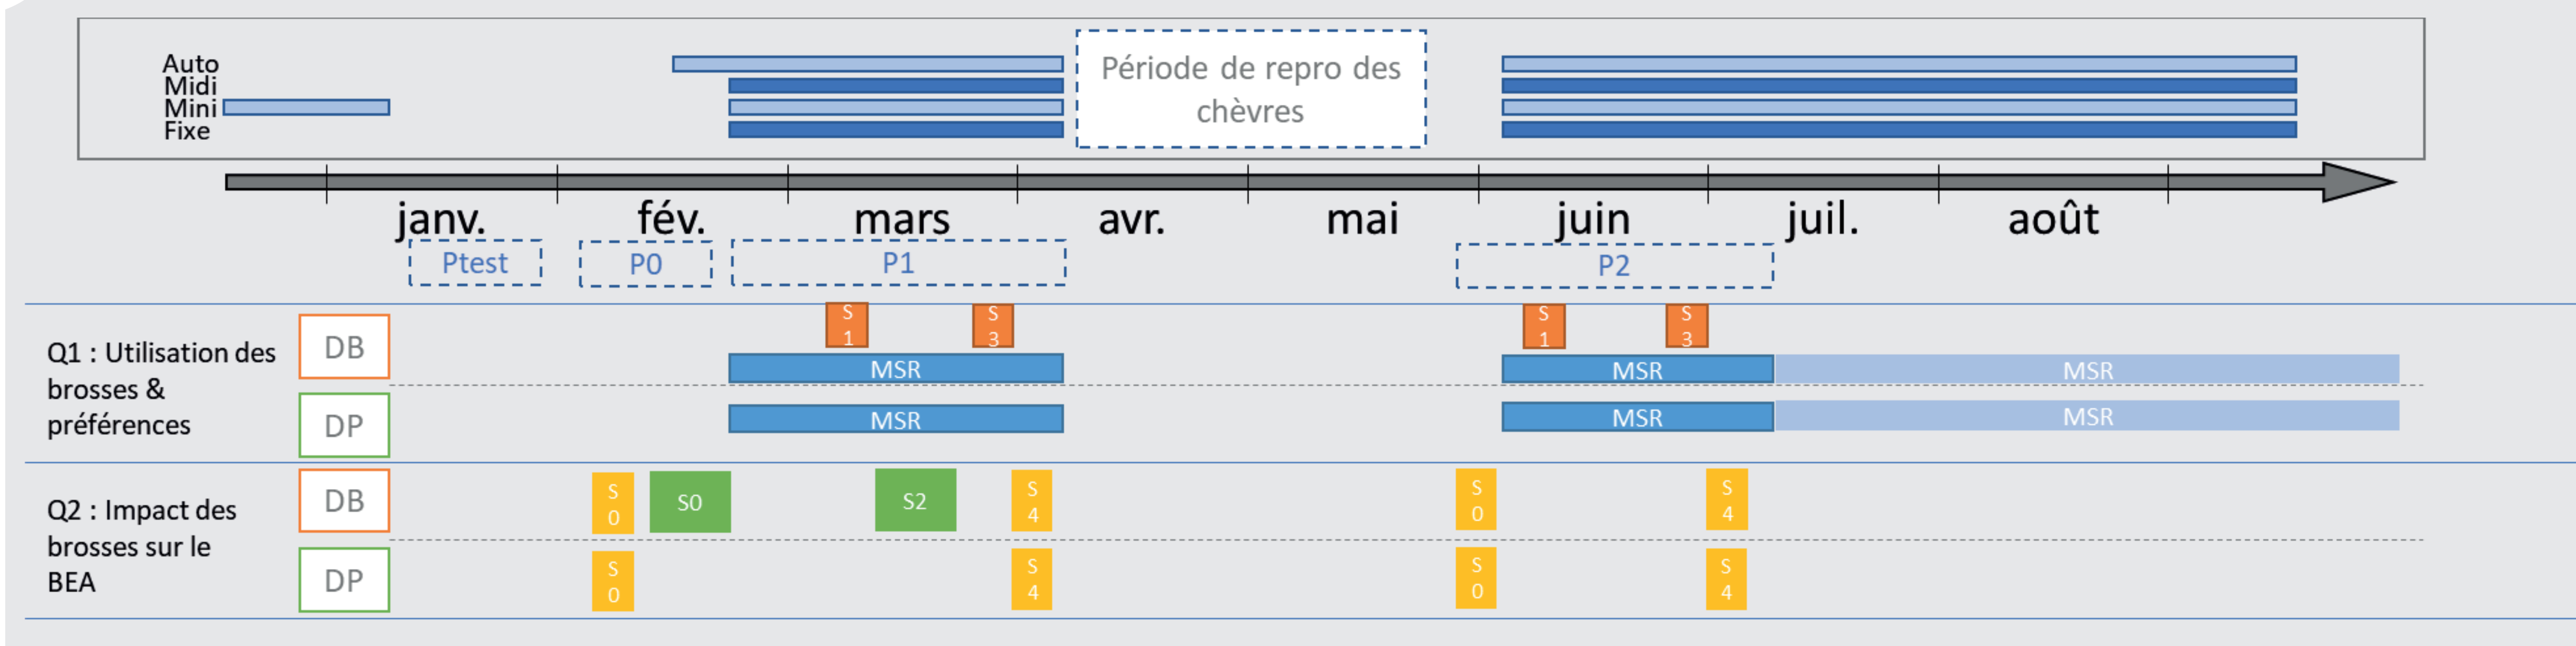 Auto
Midi
Mini
Fixe
Période de repro des
chèvres
janv.
fév.
mars
avr.
mai
juin
juil.
août
Ptest
P0
P1
P2
Q1 : Utilisation des
brosses &
préférences
DB
S
1
S
3
S
1
S
3
MSR
MSR
MSR
DP
MSR
MSR
MSR
Q2 : Impact des
brosses sur le
BEA
DB
S
0
S0
S2
S
4
S
0
S
4
DP
S
0
S
4
S
0
S
4